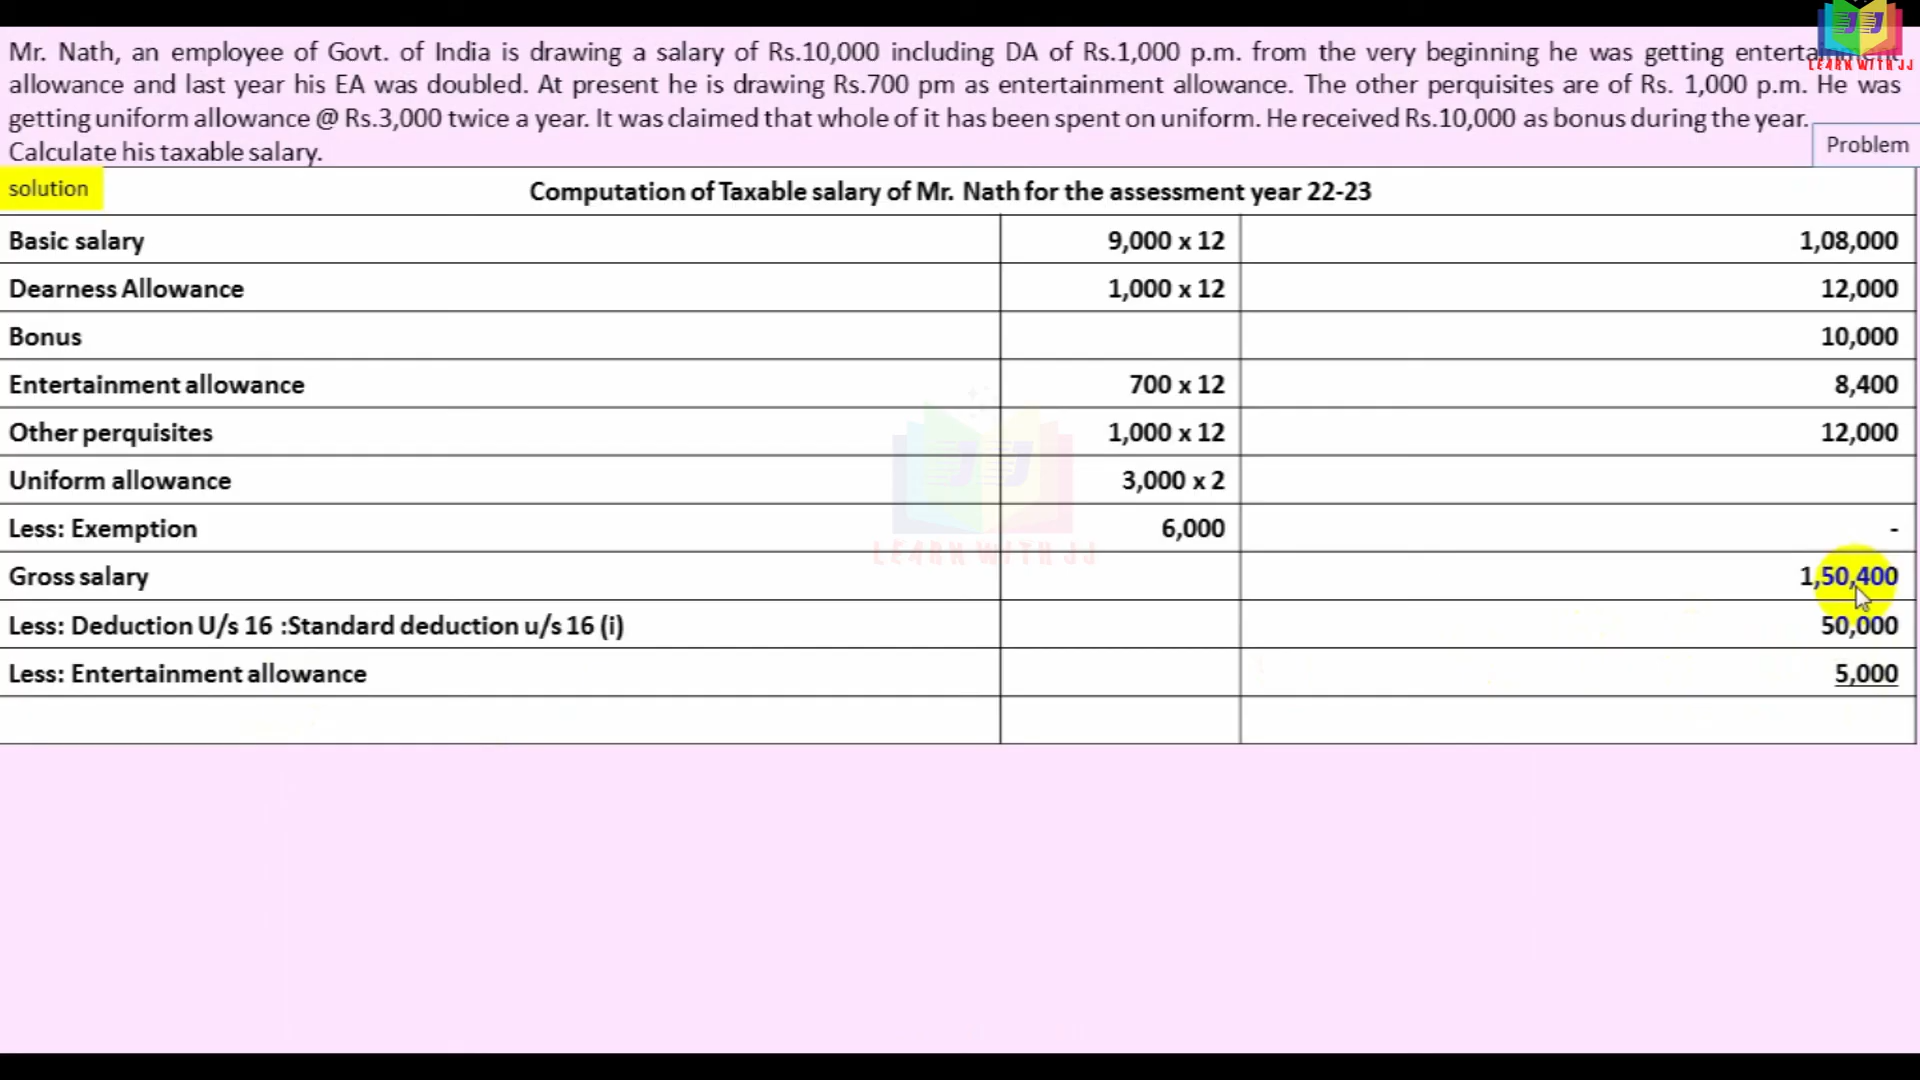 Mr. Nath, an employee of Govt. of India is drawing a salary of Rs.10,000 including DA of Rs.1,000 p.m. from the very beginning he was getting entertainment
LEARN WITH JJ
allowance and last year his EA was doubled. At present he is drawing Rs.700 pm as entertainment allowance. The other perquisites are of Rs. 1,000 p.m. He was
getting uniform allowance @ Rs.3,000 twice a year. It was claimed that whole of it has been spent on uniform. He received Rs.10,000 as bonus during the year.
Calculate his taxable salary.
Problem
solution
Computation of Taxable salary of Mr. Nath for the assessment year 22-23
Basic salary 9,000 x 12 1,08,000
Dearness Allowance 1,000 x 12 12,000
Bonus 10,000
Entertainment allowance 700 x 12 8,400
Other perquisites 1,000 x 12 12,000
Uniform allowance 3,000 x 2
Less: Exemption 6,000 -
LEARN WITH JJ
Gross salary 1,50,400
Less: Deduction U/s 16 :Standard deduction u/s 16 (i) 50,000
Less: Entertainment allowance 5,000